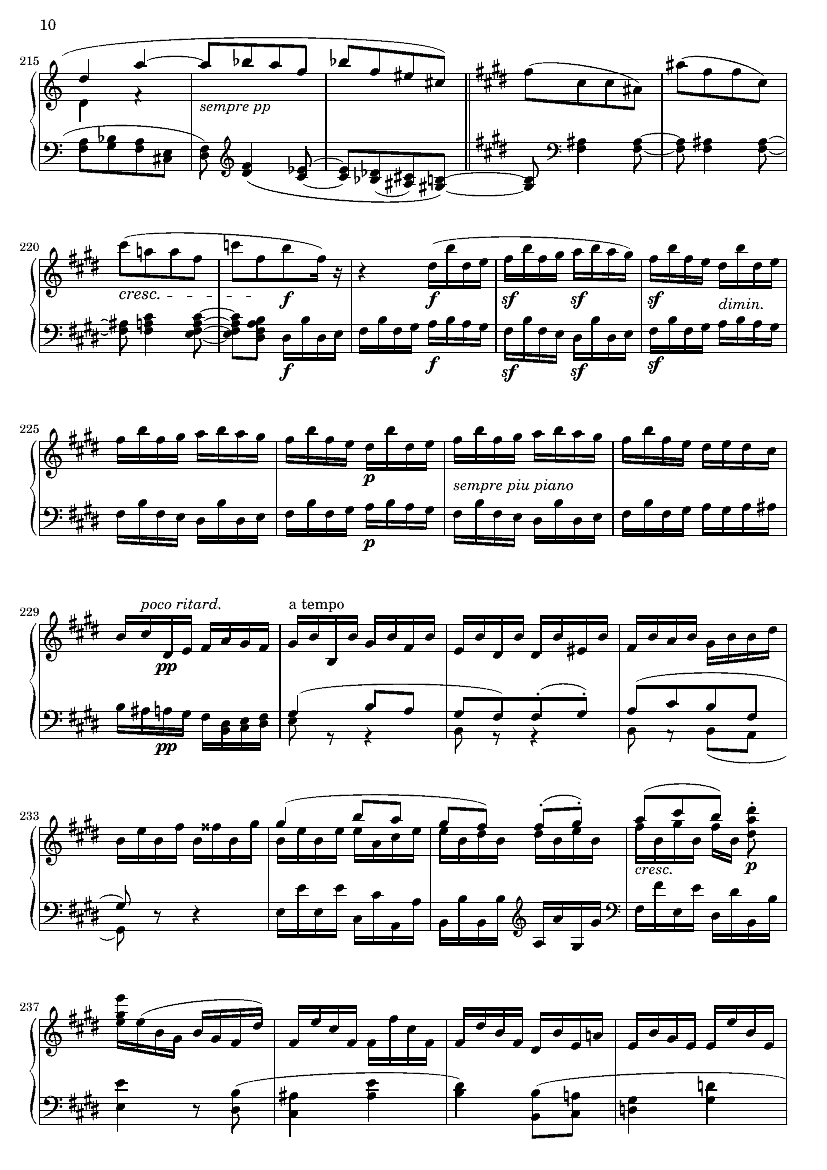 10
215
sempre pp
220
cresc.
f f sf sf sf
dimin.
f f sf sf sf
225
p
sempre piu piano
p
229
poco ritard.
a tempo
pp
pp
233
cresc.
p
237